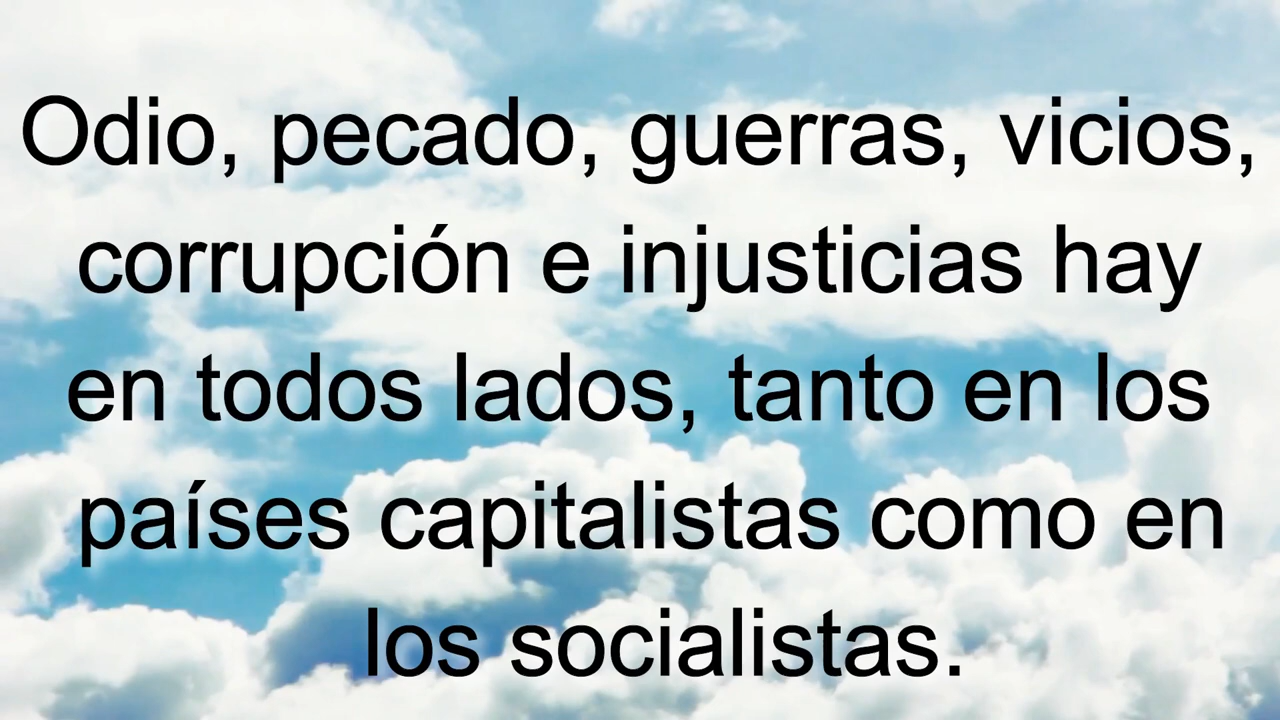 Odio, pecado, guerras, vicios,
corrupción e injusticias hay
en todos lados, tanto en los
países capitalistas como en
los socialistas.